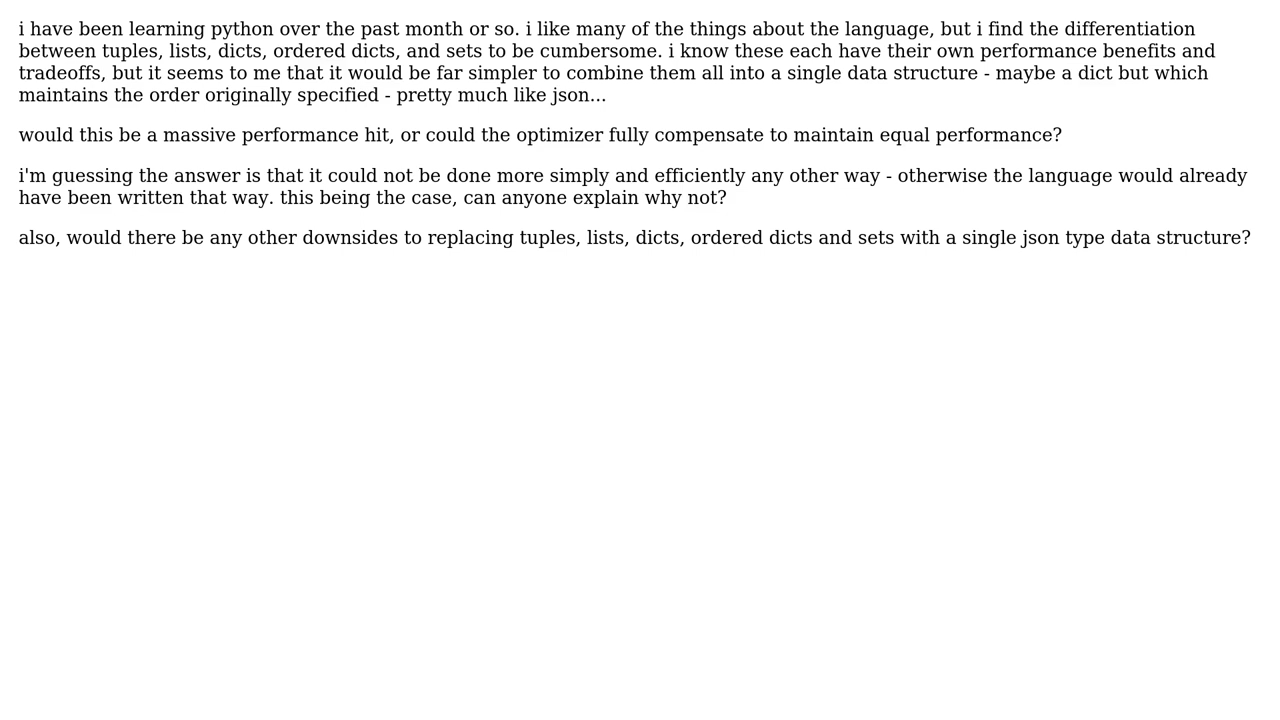 i have been learning python over the past month or so. i like many of the things about the language, but i find the differentiation
between tuples, lists, dicts, ordered dicts, and sets to be cumbersome. i know these each have their own performance benefits and
tradeoffs, but it seems to me that it would be far simpler to combine them all into a single data structure - maybe a dict but which
maintains the order originally specified - pretty much like json...
would this be a massive performance hit, or could the optimizer fully compensate to maintain equal performance?
i'm guessing the answer is that it could not be done more simply and efficiently any other way - otherwise the language would already
have been written that way. this being the case, can anyone explain why not?
also, would there be any other downsides to replacing tuples, lists, dicts, ordered dicts and sets with a single json type data structure?